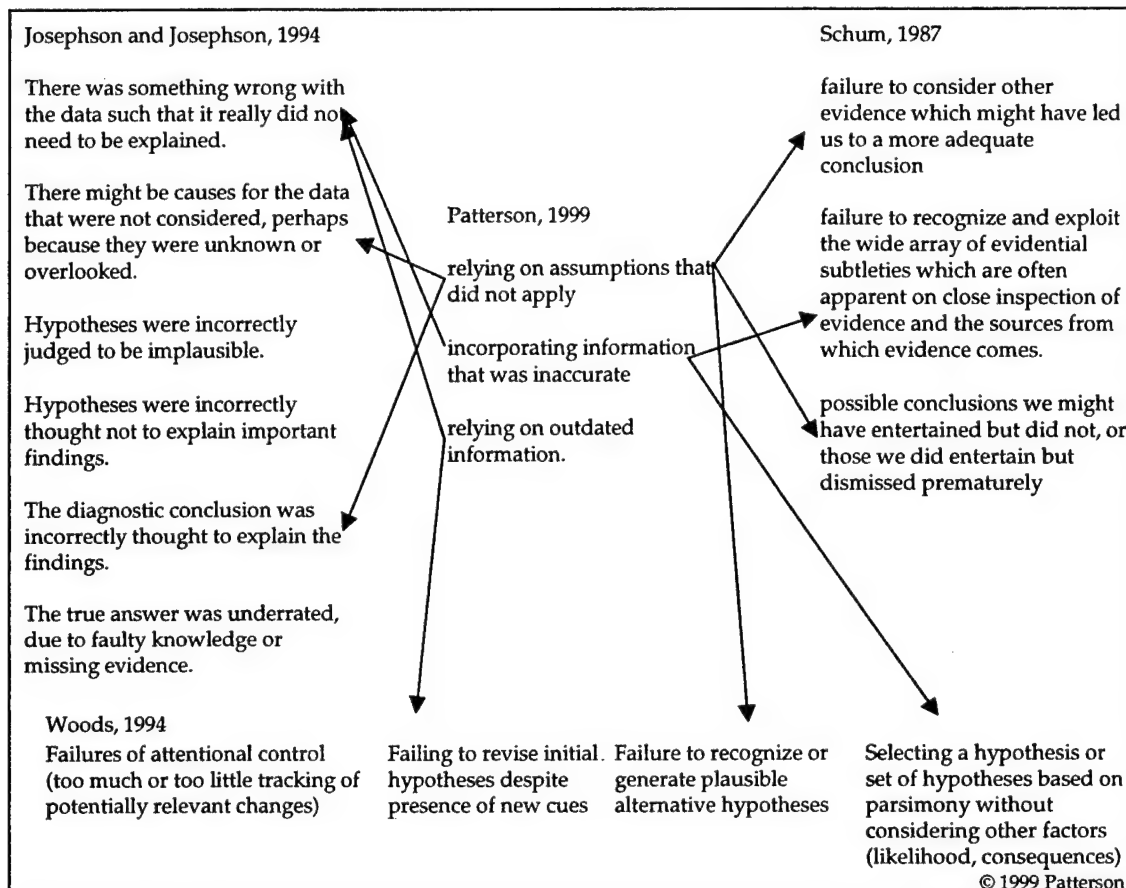 Josephson and Josephson, 1994
There was something wrong with
the data such that it really did not
need to be explained.
There might be causes for the data
that were not considered, perhaps
because they were unknown or
overlooked.
Hypotheses were incorrectly
judged to be implausible.
Hypotheses were incorrectly
thought not to explain important
findings.
The diagnostic conclusion was
incorrectly thought to explain the
findings.
The true answer was underrated,
due to faulty knowledge or
missing evidence.
Patterson, 1999
relying on assumptions that
did not apply
incorporating information
that was inaccurate
relying on outdated
information.
Schum, 1987
failure to consider other
evidence which might have led
us to a more adequate
conclusion
failure to recognize and exploit
the wide array of evidential
subtleties which are often
apparent on close inspection of
evidence and the sources from
which evidence comes.
possible conclusions we might
have entertained but did not, or
those we did entertain but
dismissed prematurely
Woods, 1994
Failures of attentional control
(too much or too little tracking of
potentially relevant changes)
Failing to revise initial
hypotheses despite
presence of new cues
Failure to recognize or
generate plausible
alternative hypotheses
Selecting a hypothesis or
set of hypotheses based on
parsimony without
considering other factors
(likelihood, consequences)
© 1999 Patterson